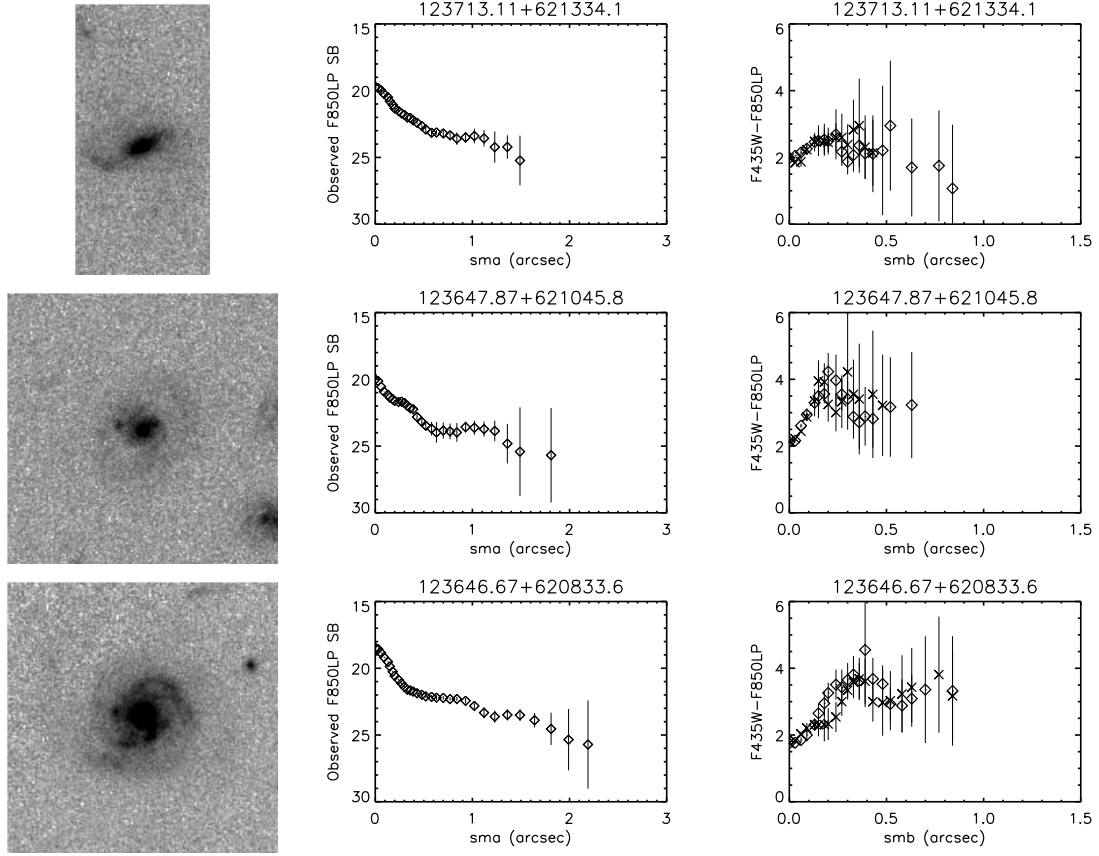 123713.11+621334.1
Observed F850LP SB
15
20
25
30
0 1 2 3
sma (arcsec)
123713.11+621334.1
F435W-F850LP
6
4
2
0
0.0 0.5 1.0 1.5
smb (arcsec)
123647.87+621045.8
Observed F850LP SB
15
20
25
30
0 1 2 3
sma (arcsec)
123647.87+621045.8
F435W-F850LP
6
4
2
0
0.0 0.5 1.0 1.5
smb (arcsec)
123646.67+620833.6
Observed F850LP SB
15
20
25
30
0 1 2 3
sma (arcsec)
123646.67+620833.6
F435W-F850LP
6
4
2
0
0.0 0.5 1.0 1.5
smb (arcsec)